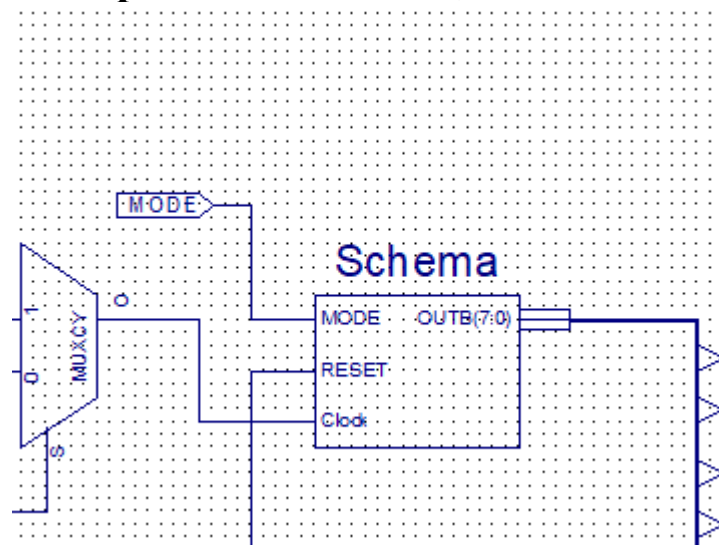 MODE
Schema
O
1
MUXCY
0
S
MODE OUTB(7:0)
RESET
Clock